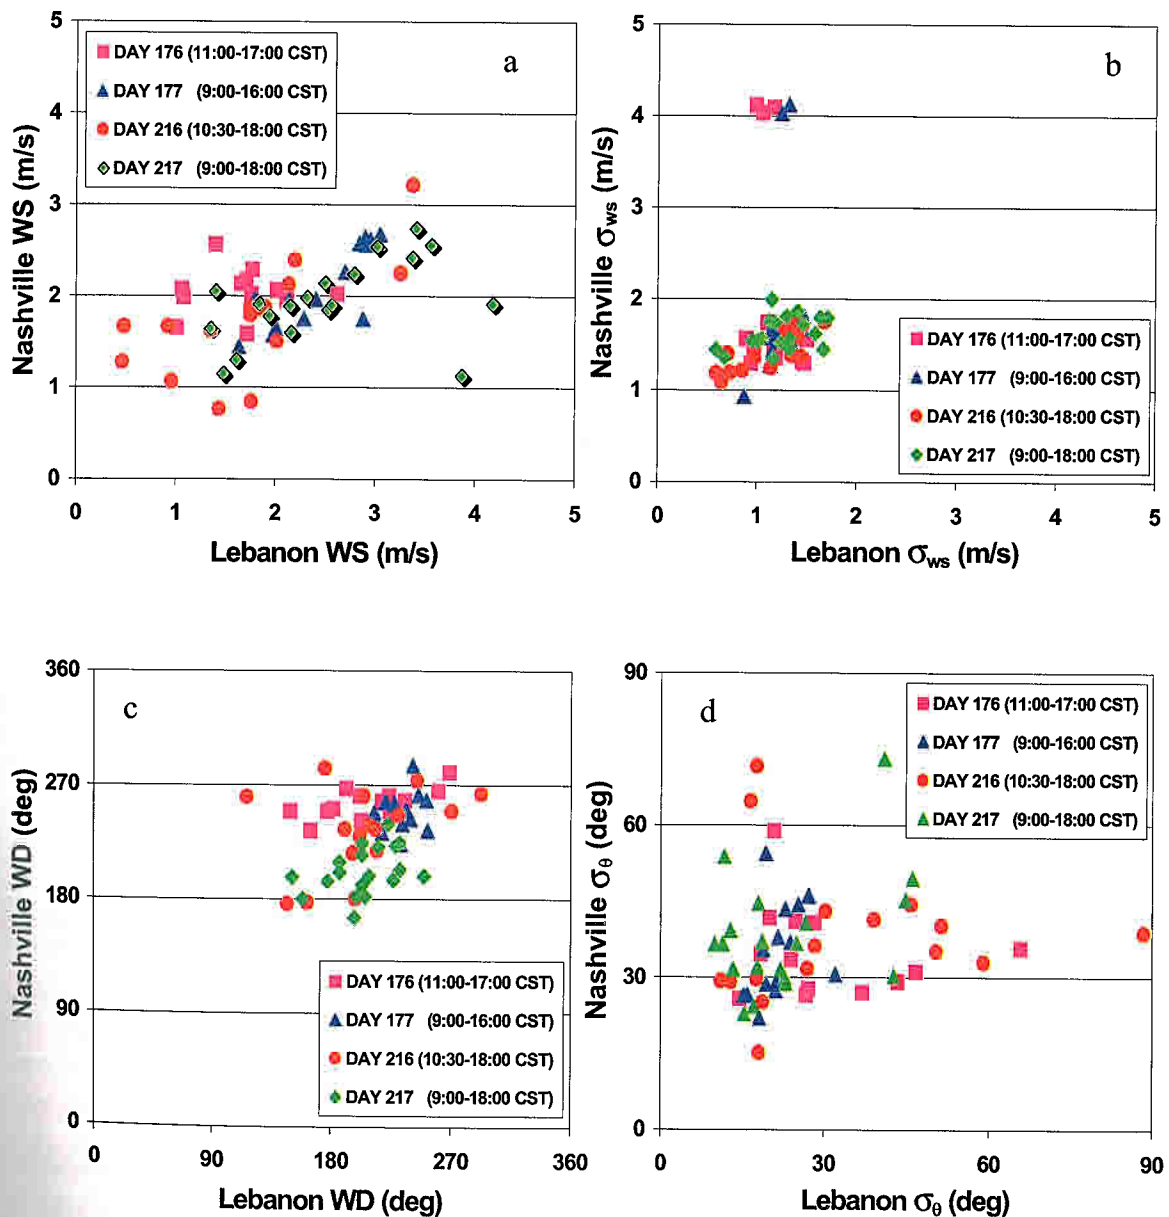 a
DAY 176 (11:00-17:00 CST)
DAY 177 (9:00-16:00 CST)
DAY 216 (10:30-18:00 CST)
DAY 217 (9:00-18:00 CST)
Nashville WS (m/s)
5
4
3
2
1
0
0 1 2 3 4 5
Lebanon WS (m/s)
b
DAY 176 (11:00-17:00 CST)
DAY 177 (9:00-16:00 CST)
DAY 216 (10:30-18:00 CST)
DAY 217 (9:00-18:00 CST)
Nashville σws (m/s)
5
4
3
2
1
0
0 1 2 3 4 5
Lebanon σws (m/s)
c
DAY 176 (11:00-17:00 CST)
DAY 177 (9:00-16:00 CST)
DAY 216 (10:30-18:00 CST)
DAY 217 (9:00-18:00 CST)
Nashville WD (deg)
360
270
180
90
0
0 90 180 270 360
Lebanon WD (deg)
d
DAY 176 (11:00-17:00 CST)
DAY 177 (9:00-16:00 CST)
DAY 216 (10:30-18:00 CST)
DAY 217 (9:00-18:00 CST)
Nashville σθ (deg)
90
60
30
0
0 30 60 90
Lebanon σθ (deg)